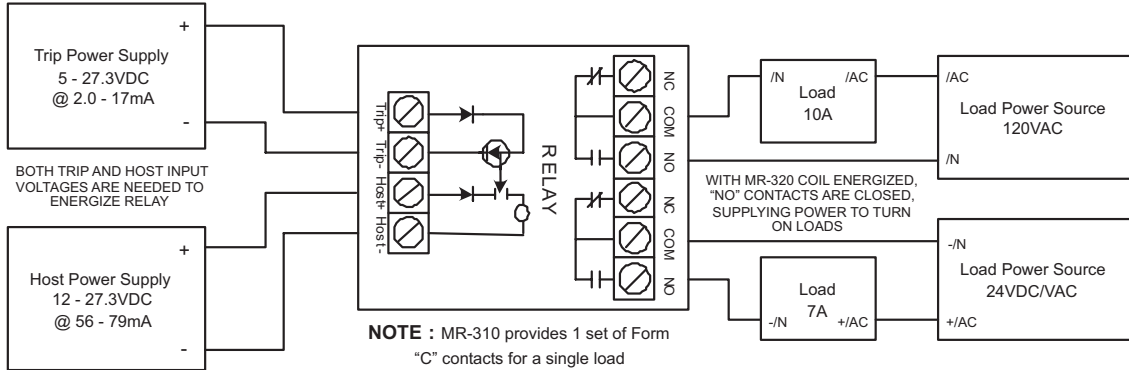 +
Trip Power Supply
5 - 27.3VDC
@ 2.0 - 17mA
-
BOTH TRIP AND HOST INPUT
VOLTAGES ARE NEEDED TO
ENERGIZE RELAY
+
Host Power Supply
12 - 27.3VDC
@ 56 - 79mA
-
Trip+
Trip-
Host+
Host -
RELAY
NC
COM
NO
NC
COM
NO
NOTE : MR-310 provides 1 set of Form
“C” contacts for a single load
/N
/AC
Load
10A
/AC
Load Power Source
120VAC
/N
WITH MR-320 COIL ENERGIZED,
“NO” CONTACTS ARE CLOSED,
SUPPLYING POWER TO TURN
ON LOADS
Load
7A
-/N
+/AC
-/N
Load Power Source
24VDC/VAC
+/AC